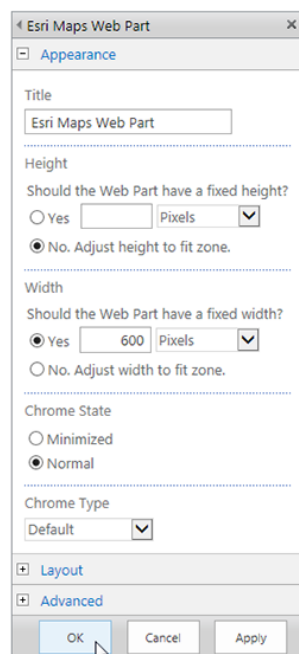 Esri Maps Web Part
Appearance
Title
Esri Maps Web Part
Height
Should the Web Part have a fixed height?
Yes Pixels
No. Adjust height to fit zone.
Width
Should the Web Part have a fixed width?
Yes 600 Pixels
No. Adjust width to fit zone.
Chrome State
Minimized
Normal
Chrome Type
Default
Layout
Advanced
OK Cancel Apply